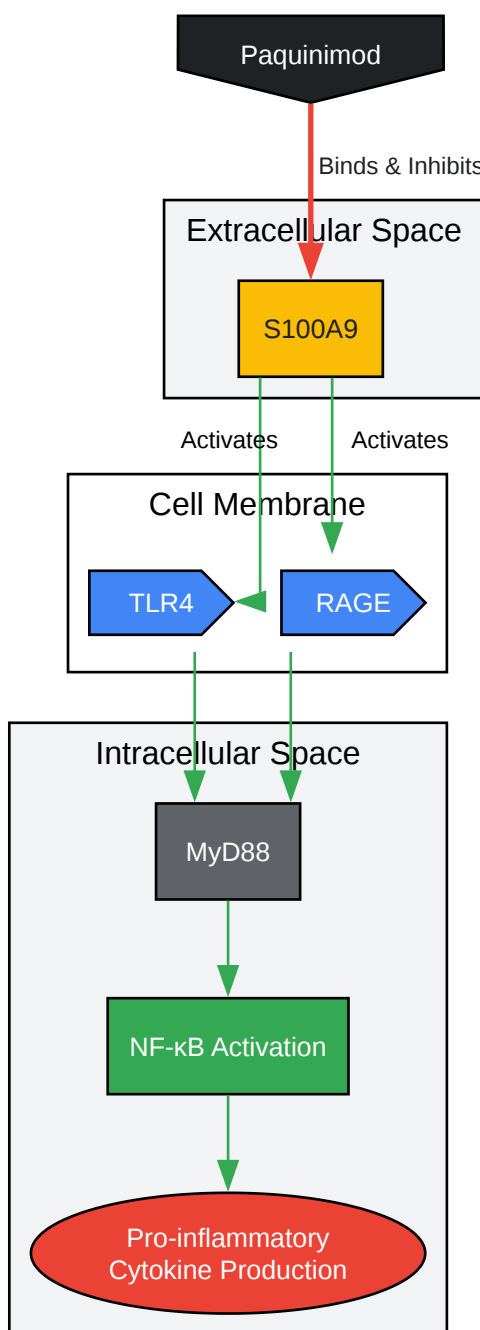 Paquinimod
Binds & Inhibits
Extracellular Space
S100A9
Activates
Activates
Cell Membrane
TLR4
RAGE
Intracellular Space
MyD88
NF-κB Activation
Pro-inflammatory
Cytokine Production